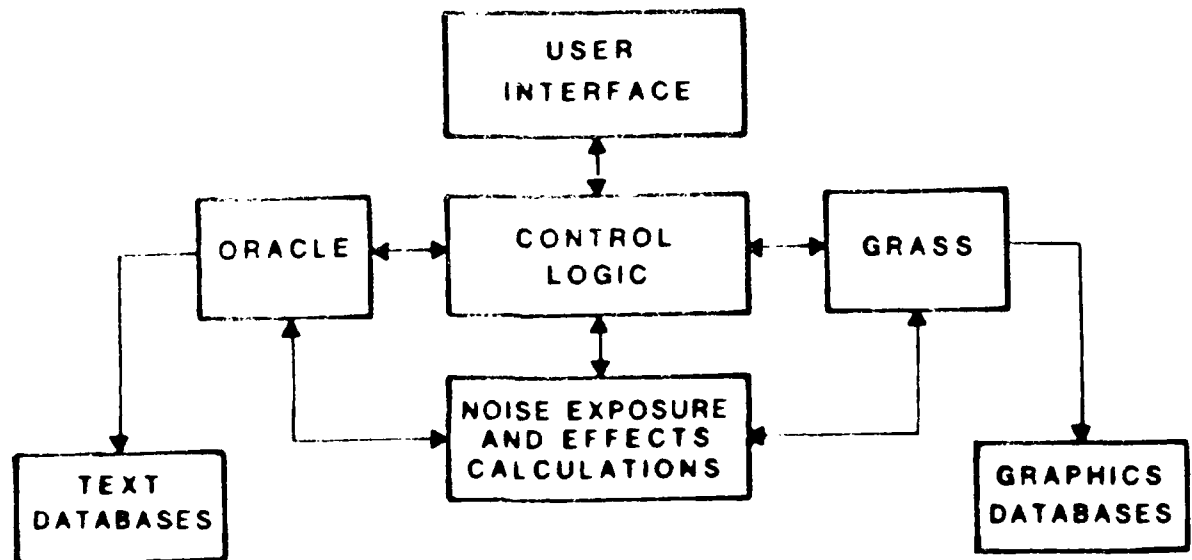 USER
INTERFACE
ORACLE
CONTROL
LOGIC
GRASS
NOISE EXPOSURE
AND EFFECTS
CALCULATIONS
TEXT
DATABASES
GRAPHICS
DATABASES